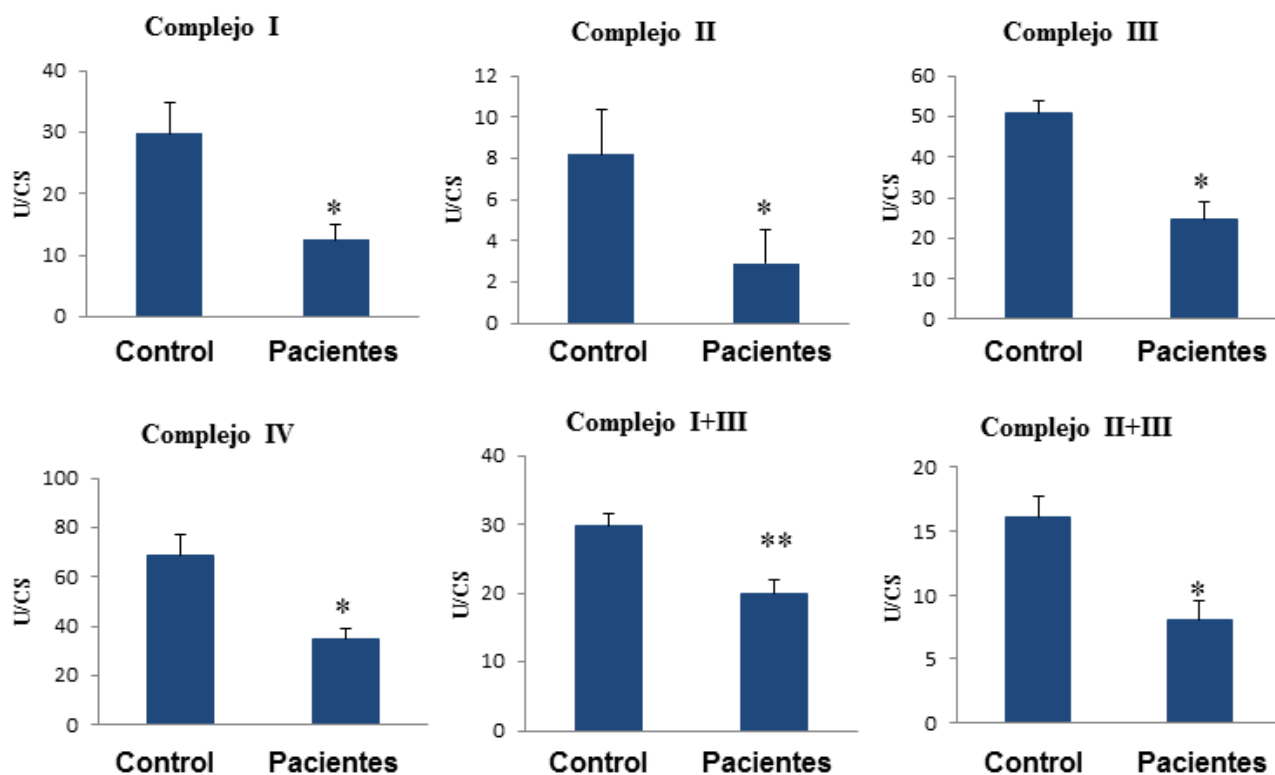 Complejo I
40
30
20
10
0
U/CS
*
Control Pacientes
Complejo II
12
10
8
6
4
2
0
U/CS
*
Control Pacientes
Complejo III
60
50
40
30
20
10
0
U/CS
*
Control Pacientes
Complejo IV
100
80
60
40
20
0
U/CS
*
Control Pacientes
Complejo I+III
40
30
20
10
0
U/CS
**
Control Pacientes
Complejo II+III
20
15
10
5
0
U/CS
*
Control Pacientes